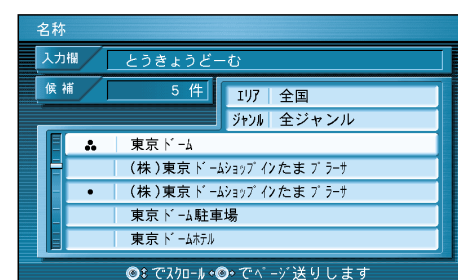 名称
入力欄 とうきょうどーむ
候補 5 件
ｴﾘｱ 全国
ｼﾞｬﾝﾙ 全ジャンル
東京ﾄﾞｰﾑ
(株)東京ﾄﾞｰﾑｼｮｯﾌﾟｲﾝたまﾌﾟﾗｰｻ
(株)東京ﾄﾞｰﾑｼｮｯﾌﾟｲﾝたまﾌﾟﾗｰｻ
東京ﾄﾞｰﾑ駐車場
東京ﾄﾞｰﾑﾎﾃﾙ
でｽｸﾛｰﾙ・でﾍﾟｰｼﾞ送りします